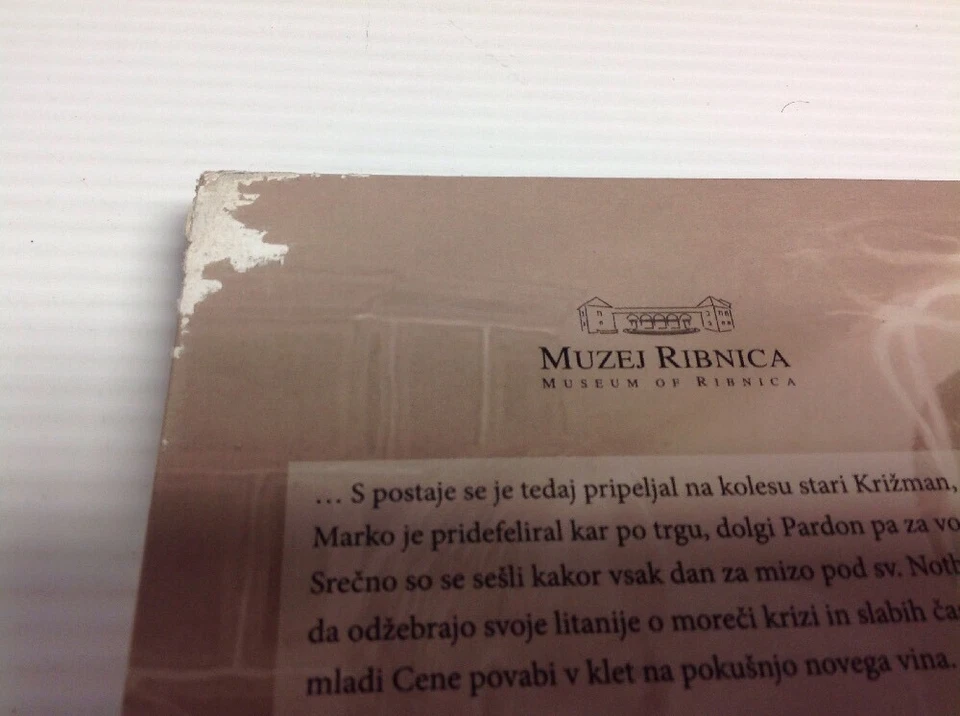 MUZEJ RIBNICA
MUSEUM OF RIBNICA
… S postaje se je tedaj pripeljal na kolesu stari Križman,
Marko je pridefeliral kar po trgu, dolgi Pardon pa za
Srečno so se sešli kakor vsak dan za mizo pod sv.
da odžebrajo svoje litanije o moreči krizi in slabih
mladi Cene povabi v klet na pokušnjo novega vina.